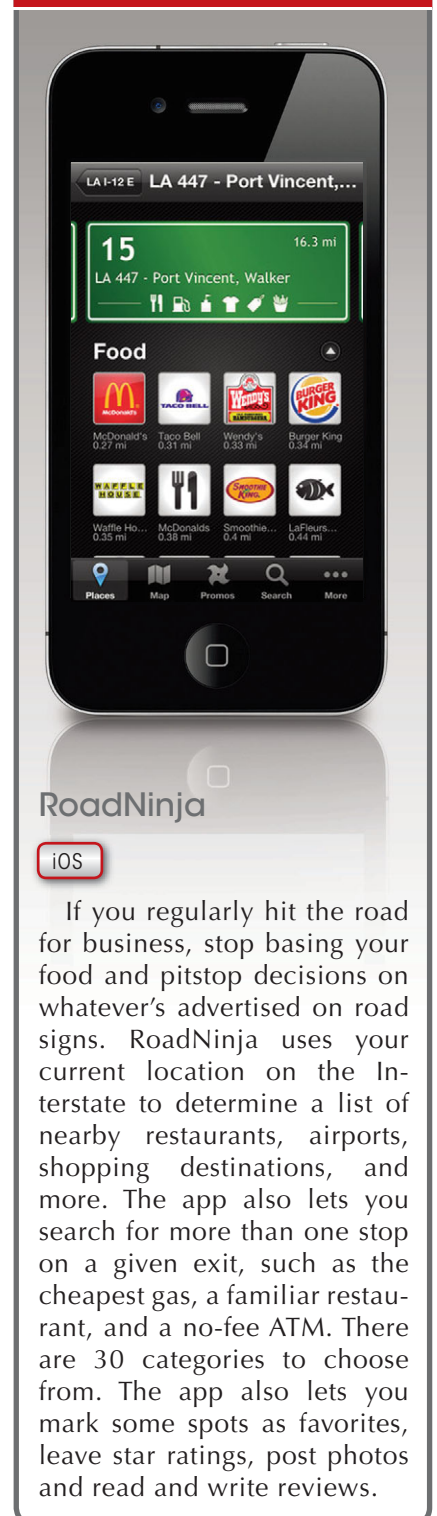 LA I-12 E LA 447 - Port Vincent,...
15 16.3 mi
LA 447 - Port Vincent, Walker
Food
McDonald's TACO BELL Wendy's BURGER KING
McDonald's Taco Bell Wendy's Burger King
0.27 mi 0.31 mi 0.33 mi 0.34 mi
WAFFLE HOUSE SMOOTHIE KING
Waffle Ho... McDonalds Smoothie... LaFleurs...
0.35 mi 0.38 mi 0.4 mi 0.44 mi
Places Map Promos Search More
RoadNinja
iOS
If you regularly hit the road
for business, stop basing your
food and pitstop decisions on
whatever's advertised on road
signs. RoadNinja uses your
current location on the In-
terstate to determine a list of
nearby restaurants, airports,
shopping destinations, and
more. The app also lets you
search for more than one stop
on a given exit, such as the
cheapest gas, a familiar restau-
rant, and a no-fee ATM. There
are 30 categories to choose
from. The app also lets you
mark some spots as favorites,
leave star ratings, post photos
and read and write reviews.